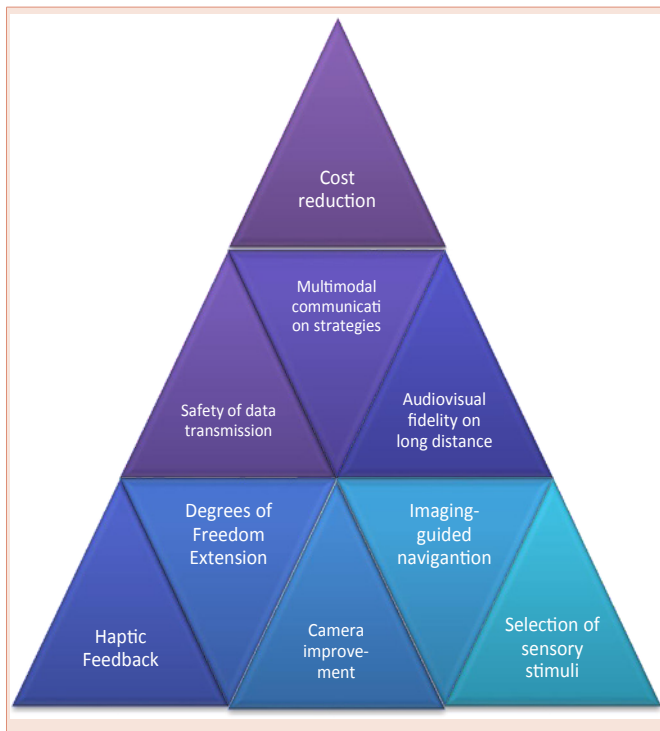 Cost
reduction
Multimodal
communicati
on strategies
Safety of data
transmission
Audiovisual
fidelity on
long distance
Degrees of
Freedom
Extension
Imaging-
guided
navigantion
Haptic
Feedback
Camera
improve-
ment
Selection of
sensory
stimuli